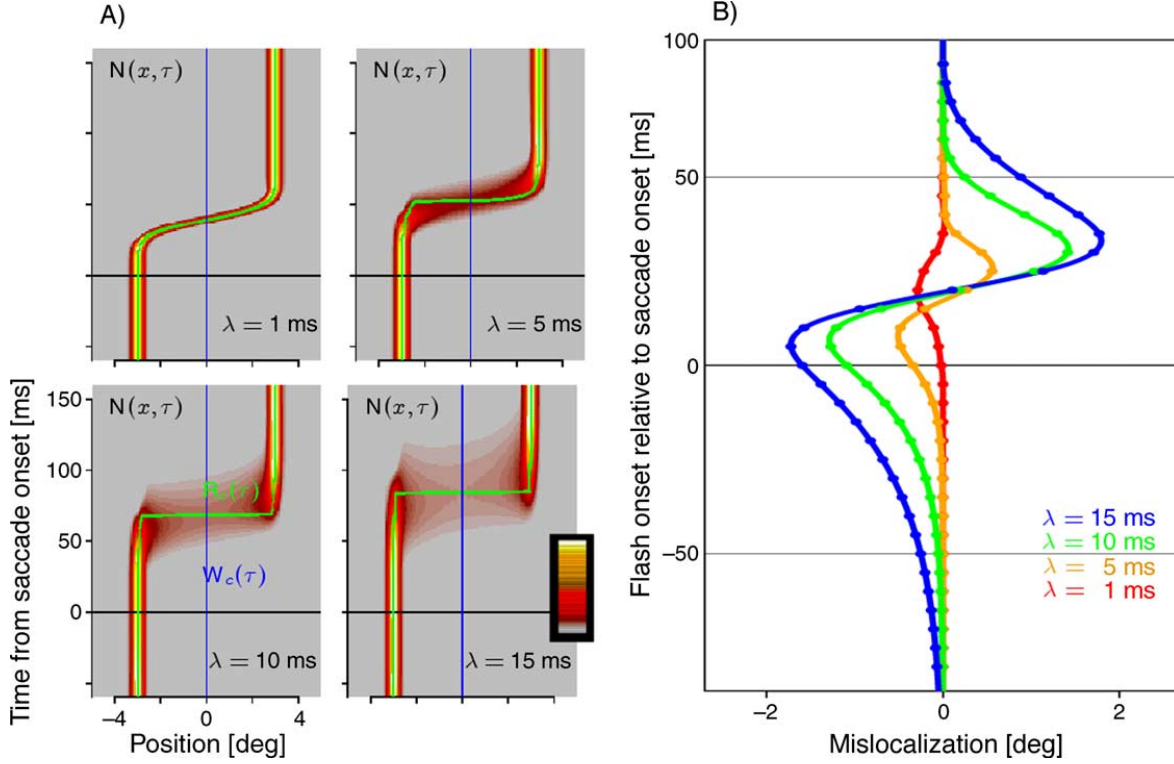 A)
N(x, τ)
λ = 1 ms
N(x, τ)
λ = 5 ms
Time from saccade onset [ms]
150
100
50
0
N(x, τ)
W_c(τ)
λ = 10 ms
N(x, τ)
λ = 15 ms
−4
0
4
Position [deg]
B)
Flash onset relative to saccade onset [ms]
100
50
0
−50
λ = 15 ms
λ = 10 ms
λ = 5 ms
λ = 1 ms
−2
0
2
Mislocalization [deg]